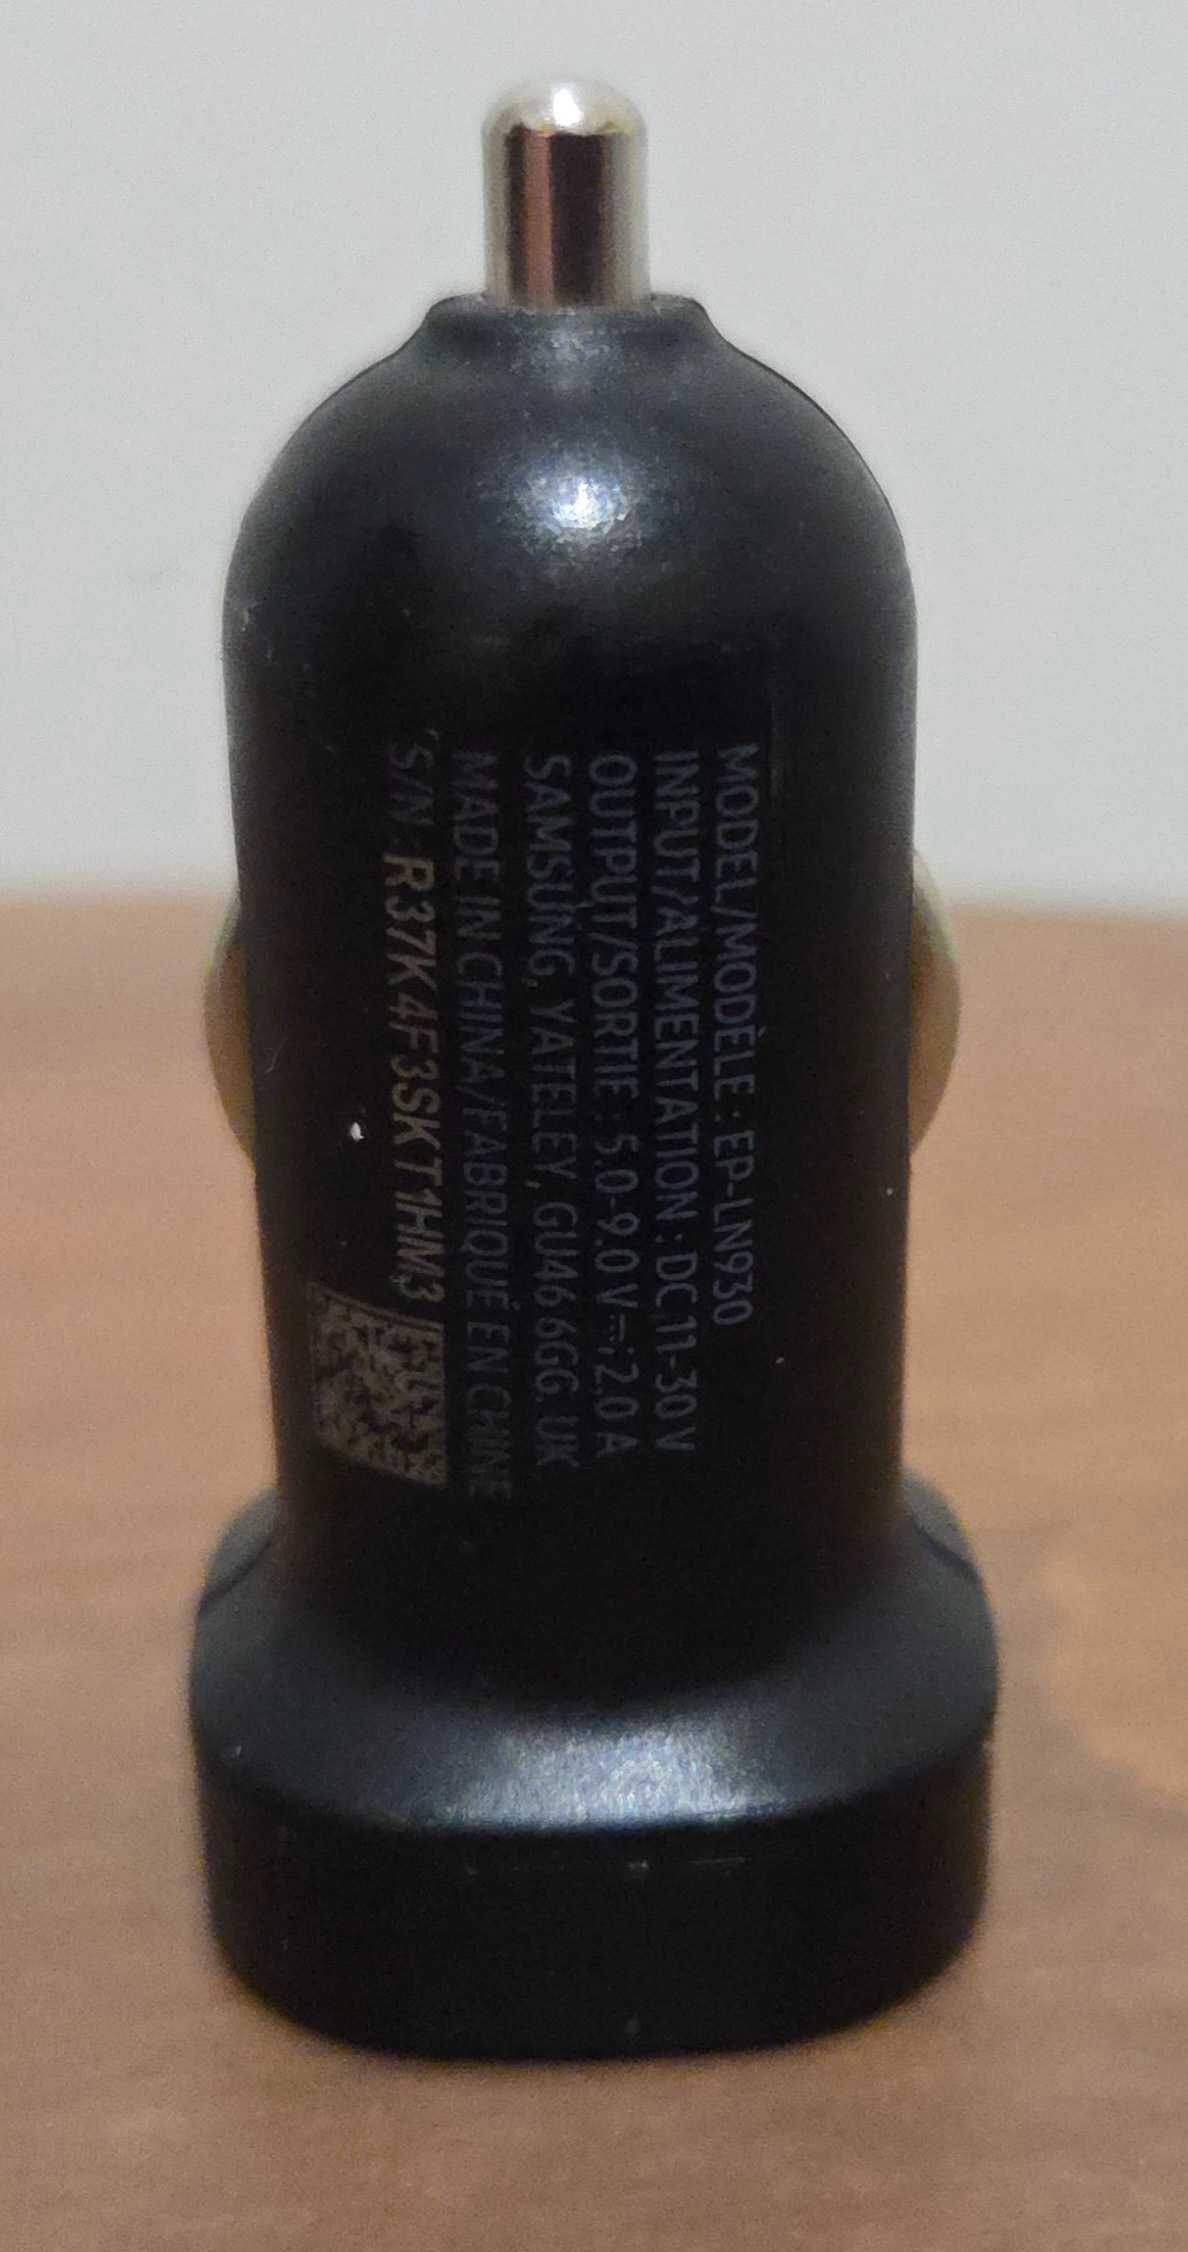 MODEL/MODÈLE : EP-LN930
INPUT/ALIMENTATION : DC 11-30 V
OUTPUT/SORTIE : 5.0-9.0 V ⎓; 2.0 A
SAMSUNG, YATELEY, GU46 6GG. UK
MADE IN CHINA/FABRIQUÉ EN CHINE
S/N : R37K4F3SKT1HM3